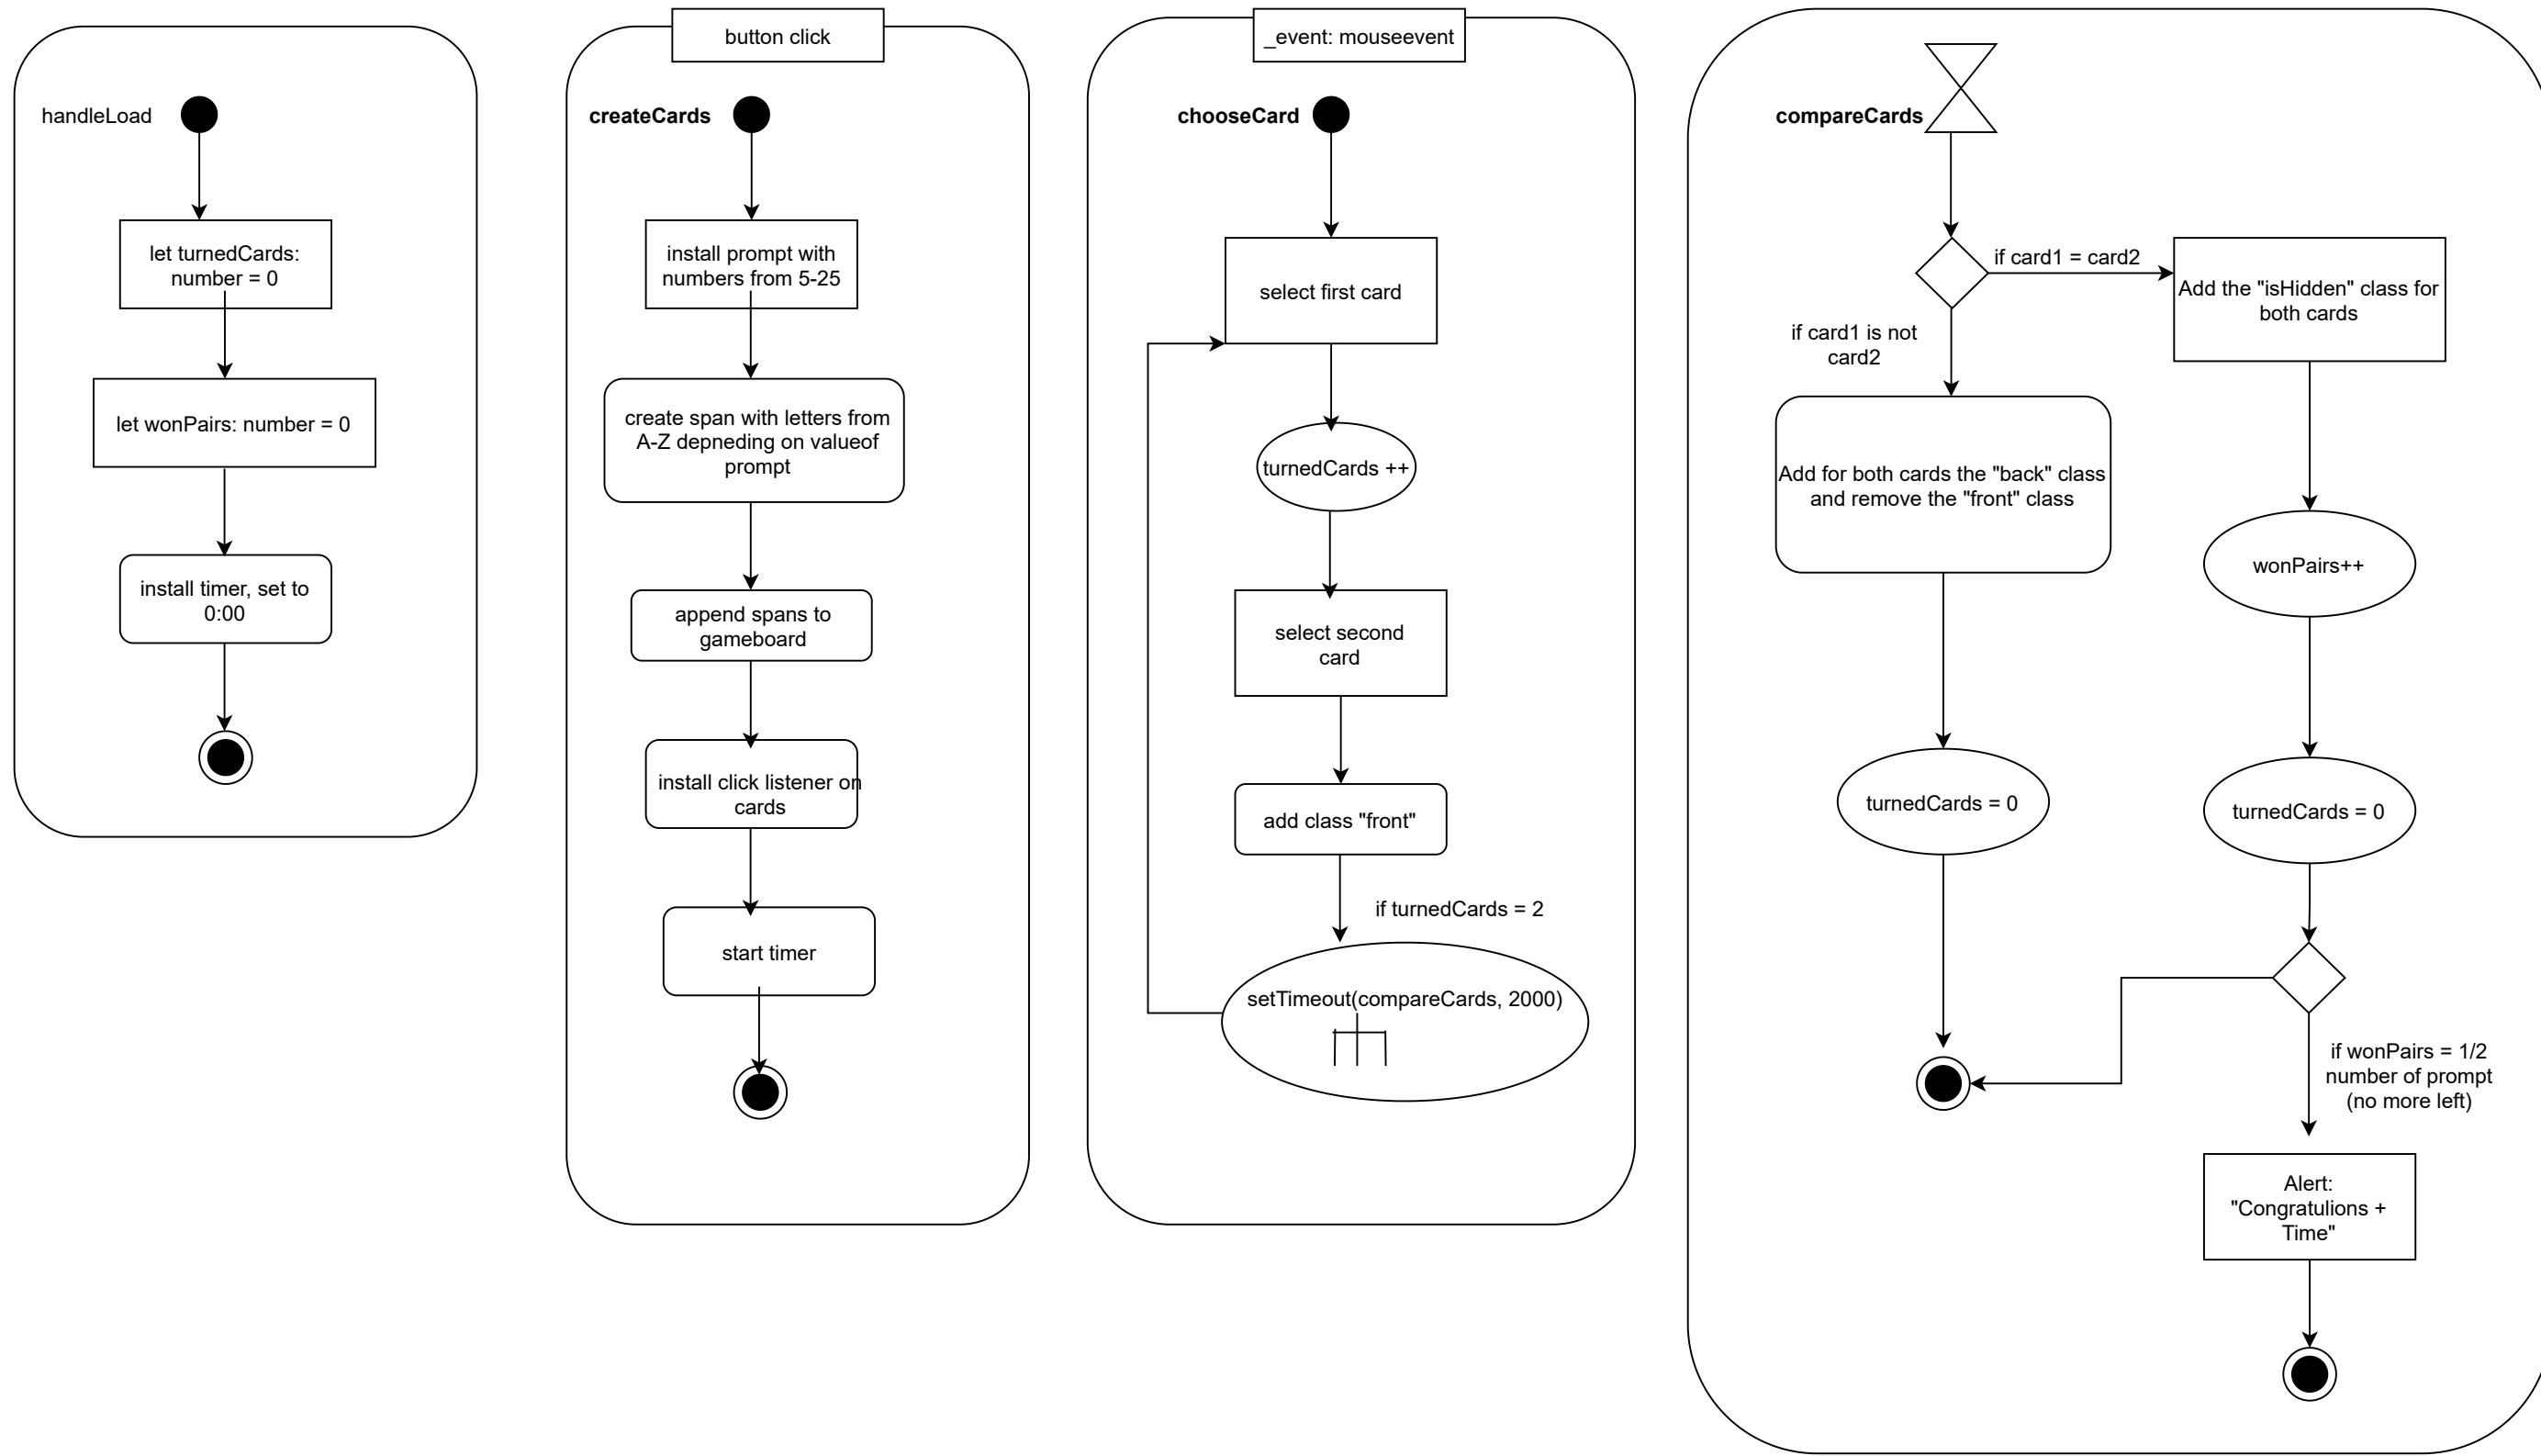 handleLoad
let turnedCards:
number = 0
let wonPairs: number = 0
install timer, set to
0:00
button click
createCards
install prompt with
numbers from 5-25
create span with letters from
A-Z depneding on valueof
prompt
append spans to
gameboard
install click listener on
cards
start timer
_event: mouseevent
chooseCard
select first card
turnedCards ++
select second
card
add class "front"
if turnedCards = 2
setTimeout(compareCards, 2000)
compareCards
if card1 = card2
Add the "isHidden" class for
both cards
if card1 is not
card2
Add for both cards the "back" class
and remove the "front" class
wonPairs++
turnedCards = 0
turnedCards = 0
if wonPairs = 1/2
number of prompt
(no more left)
Alert:
"Congratulions +
Time"